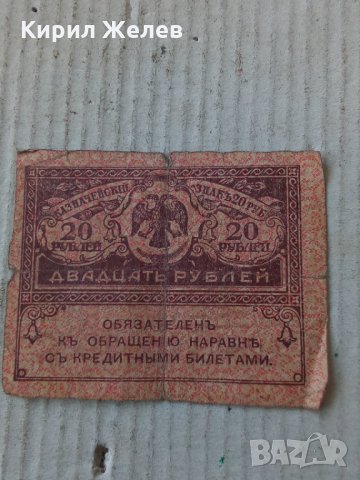 Кирил Желев
КАЗНАЧЕЙСКІЙ ЗНАКЪ 20 РУБ.
20 РУБЛЕЙ
20 РУБЛЕЙ
ДВАДЦАТЬ РУБЛЕЙ
ОБЯЗАТЕЛЕНЪ
КЪ ОБРАЩЕНІЮ НАРАВНѢ
СЪ КРЕДИТНЫМИ БИЛЕТАМИ.
BAZAR